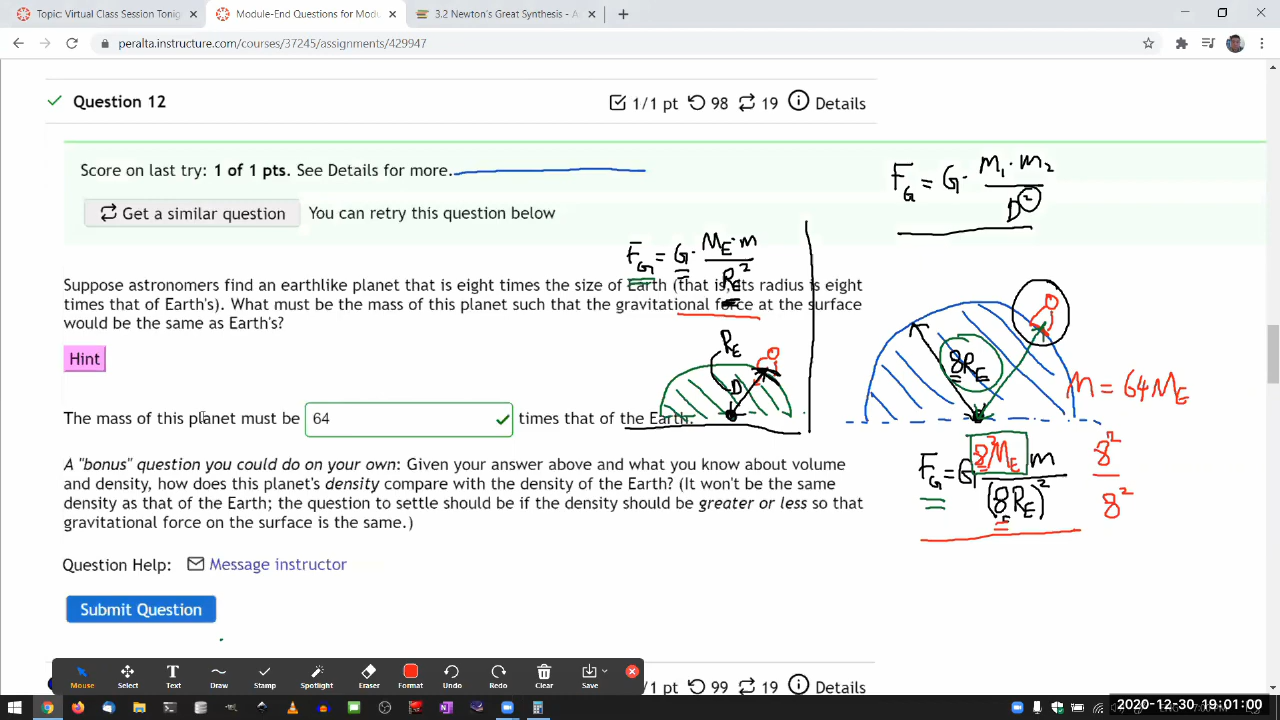 Topic: Virtual Class Session Tonig
Module-End Questions for Modul
3.2 Newton's Great Synthesis - A
peralta.instructure.com/courses/37245/assignments/429947
Question 12
1/1 pt 98 19 Details
Score on last try: 1 of 1 pts. See Details for more.
Get a similar question You can retry this question below
F_G = G · M₁ · M₂ / D²
F_G = G · M_E · m / R_E²
Suppose astronomers find an earthlike planet that is eight times the size of Earth (that is, its radius is eight
times that of Earth's). What must be the mass of this planet such that the gravitational force at the surface
would be the same as Earth's?
Hint
R_E
D
8R_E
M = 64M_E
The mass of this planet must be 64 times that of the Earth.
F_G = G 8²M_E m / (8R_E)²
8² / 8²
A "bonus" question you could do on your own: Given your answer above and what you know about volume
and density, how does this planet's density compare with the density of the Earth? (It won't be the same
density as that of the Earth; the question to settle should be if the density should be greater or less so that
gravitational force on the surface is the same.)
Question Help: Message instructor
Submit Question
Mouse Select Text Draw Stamp Spotlight Eraser Format Undo Redo Clear Save
/1 pt 99 19 Details
2020-12-30 19:01:00